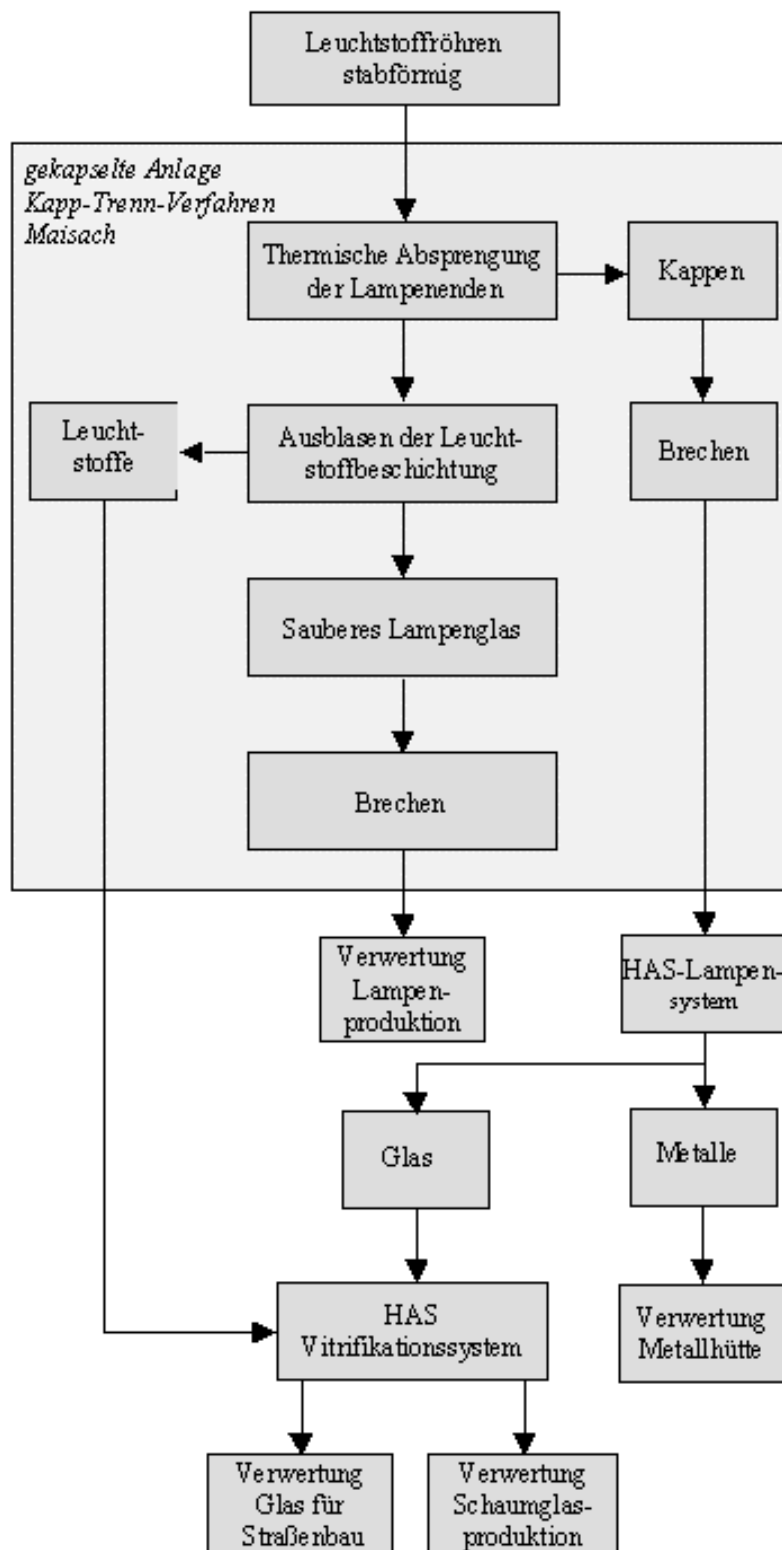 Leuchtstoffröhren
stabförmig
gekapselte Anlage
Kapp-Trenn-Verfahren
Maisach
Thermische Absprengung
der Lampenenden
Kappen
Leucht-
stoffe
Ausblasen der Leucht-
stoffbeschichtung
Brechen
Sauberes Lampenglas
Brechen
Verwertung
Lampen-
produktion
HAS-Lampen-
system
Glas
Metalle
HAS
Vitrifikationssystem
Verwertung
Metallhütte
Verwertung
Glas für
Straßenbau
Verwertung
Schaumglas-
produktion